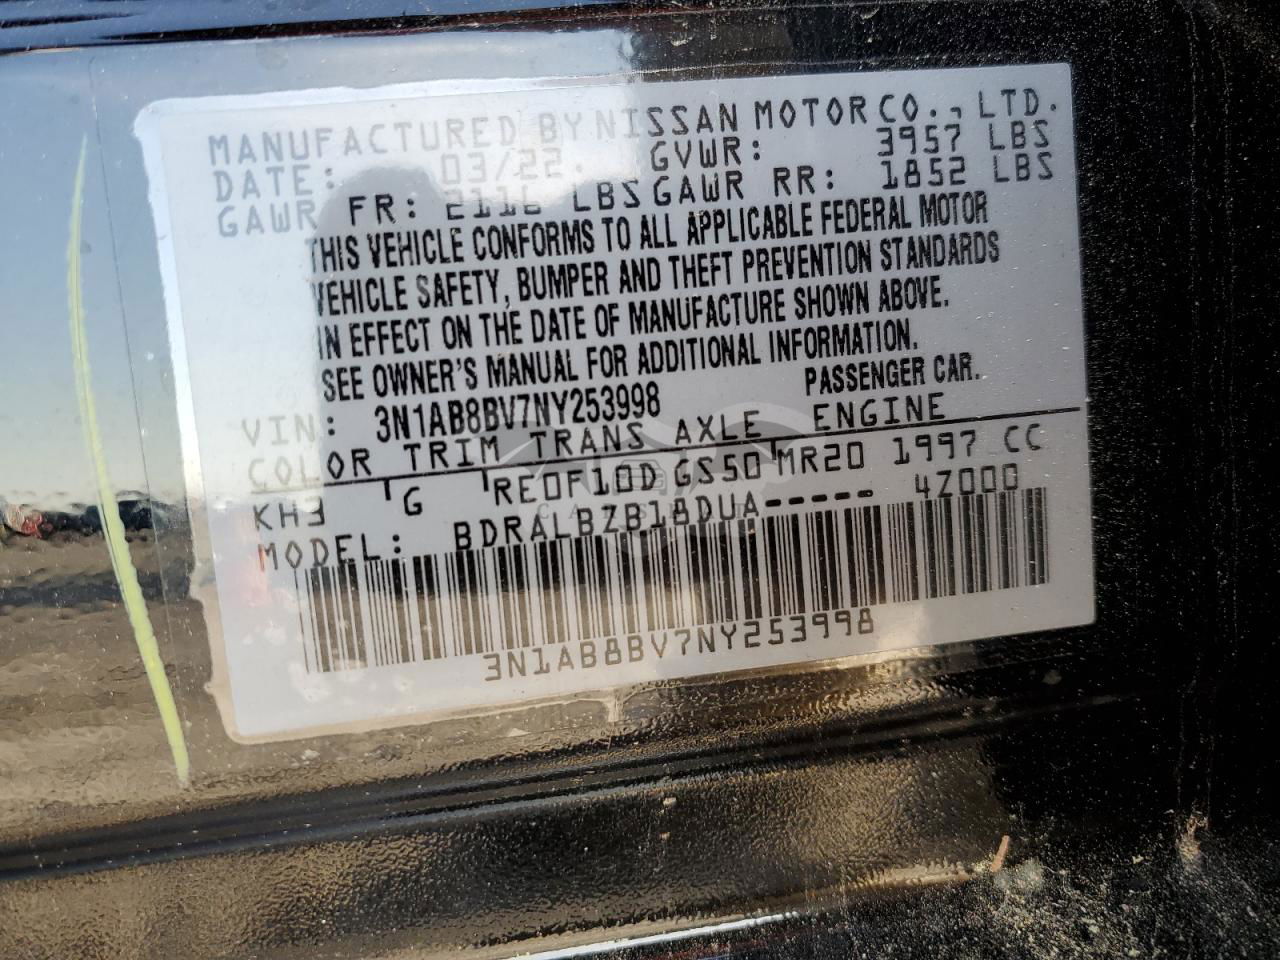 MANUFACTURED BY NISSAN MOTOR CO., LTD.
DATE: 03/22 GVWR: 3957 LBS
GAWR FR: 2116 LBS GAWR RR: 1852 LBS
THIS VEHICLE CONFORMS TO ALL APPLICABLE FEDERAL MOTOR
VEHICLE SAFETY, BUMPER AND THEFT PREVENTION STANDARDS
IN EFFECT ON THE DATE OF MANUFACTURE SHOWN ABOVE.
SEE OWNER'S MANUAL FOR ADDITIONAL INFORMATION.
VIN: 3N1AB8BV7NY253998 PASSENGER CAR.
COLOR TRIM TRANS AXLE ENGINE
KH3 G RE0F10D GS50 MR20 1997 CC
MODEL: BDRALBZB18DUA----- 4Z000
3N1AB8BV7NY253998